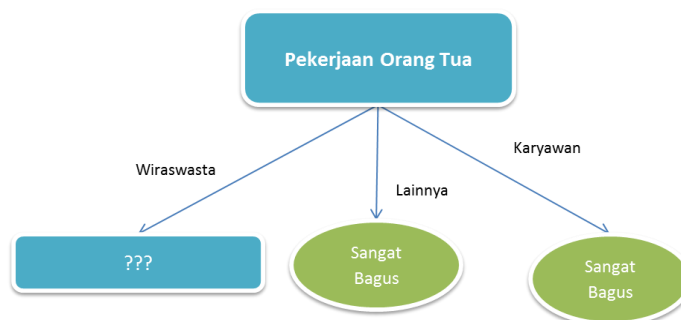 Pekerjaan Orang Tua
Wiraswasta
Lainnya
Karyawan
???
Sangat
Bagus
Sangat
Bagus